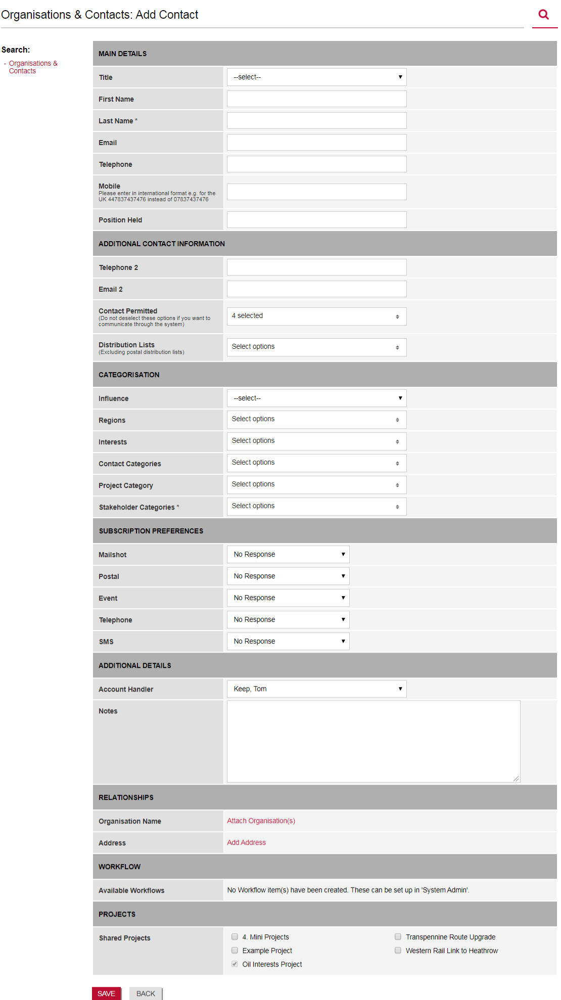 Organisations & Contacts: Add Contact
Search:
- Organisations &
Contacts
MAIN DETAILS
Title
--select--
First Name
Last Name *
Email
Telephone
Mobile
Please enter in international format e.g. for the
UK 447837437476 instead of 07837437476
Position Held
ADDITIONAL CONTACT INFORMATION
Telephone 2
Email 2
Contact Permitted
(Do not deselect these options if you want to
communicate through the system)
4 selected
Distribution Lists
(Excluding postal distribution lists)
Select options
CATEGORISATION
Influence
--select--
Regions
Select options
Interests
Select options
Contact Categories
Select options
Project Category
Select options
Stakeholder Categories *
Select options
SUBSCRIPTION PREFERENCES
Mailshot
No Response
Postal
No Response
Event
No Response
Telephone
No Response
SMS
No Response
ADDITIONAL DETAILS
Account Handler
Keep, Tom
Notes
RELATIONSHIPS
Organisation Name
Attach Organisation(s)
Address
Add Address
WORKFLOW
Available Workflows
No Workflow item(s) have been created. These can be set up in 'System Admin'.
PROJECTS
Shared Projects
4. Mini Projects
Transpennine Route Upgrade
Example Project
Western Rail Link to Heathrow
Oil Interests Project
SAVE
BACK